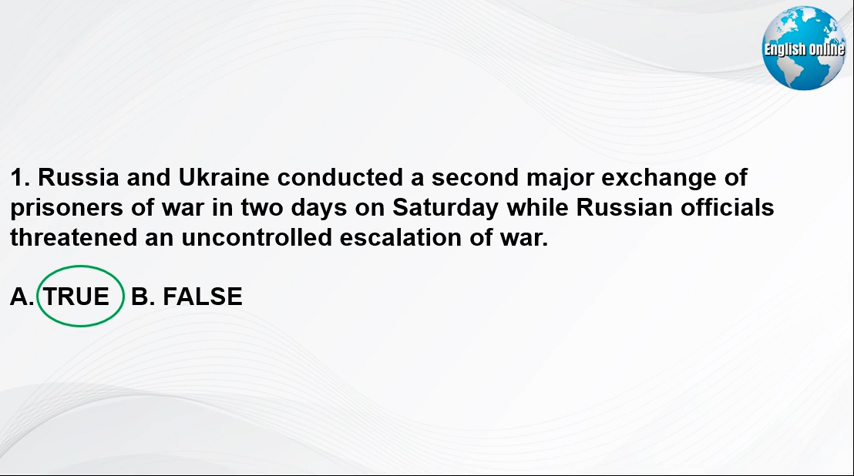 English Online
1. Russia and Ukraine conducted a second major exchange of
prisoners of war in two days on Saturday while Russian officials
threatened an uncontrolled escalation of war.
A. TRUE B. FALSE